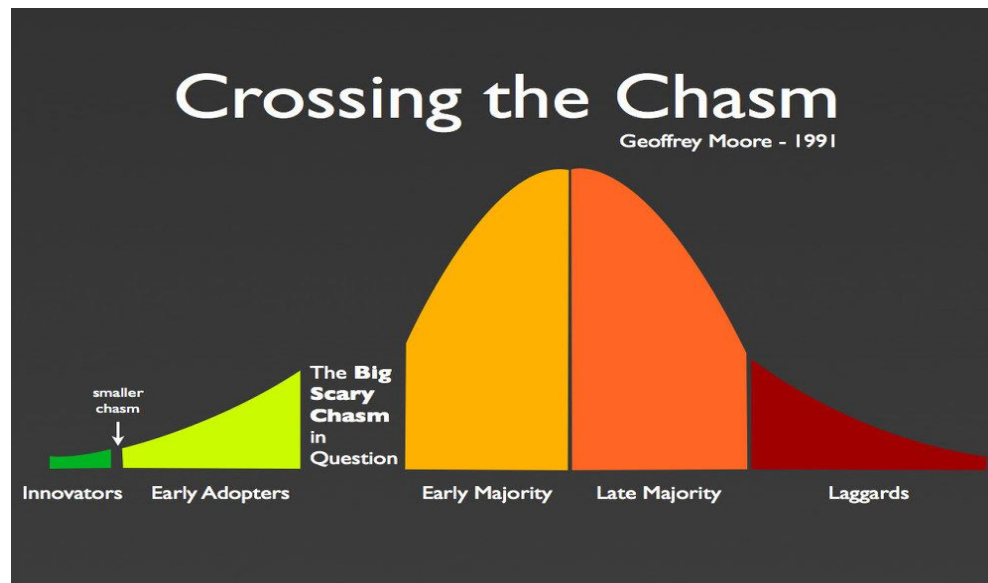 Crossing the Chasm
Geoffrey Moore - 1991
smaller
chasm
The Big
Scary
Chasm
in
Question
Innovators
Early Adopters
Early Majority
Late Majority
Laggards